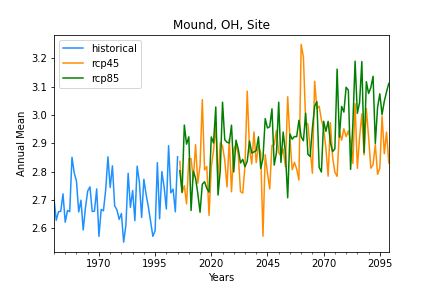 Mound, OH, Site
historical
rcp45
rcp85
Annual Mean
3.2
3.1
3.0
2.9
2.8
2.7
2.6
1970
1995
2020
2045
2070
2095
Years